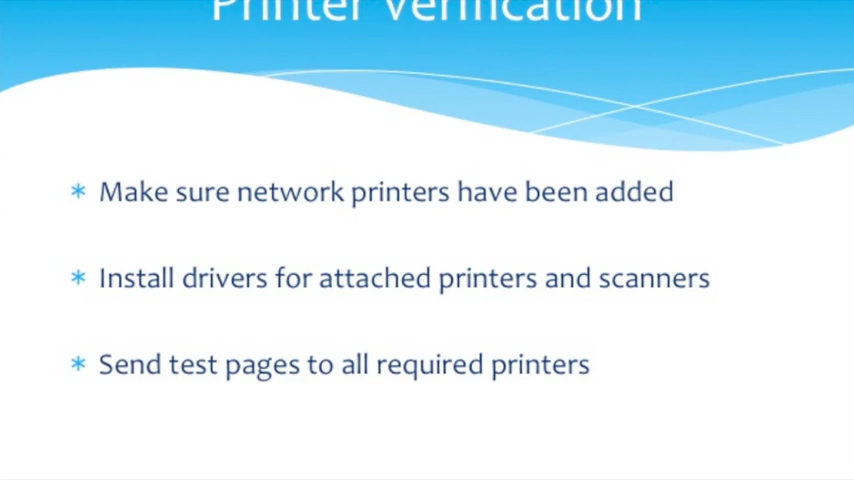 Printer Verification
* Make sure network printers have been added
* Install drivers for attached printers and scanners
* Send test pages to all required printers